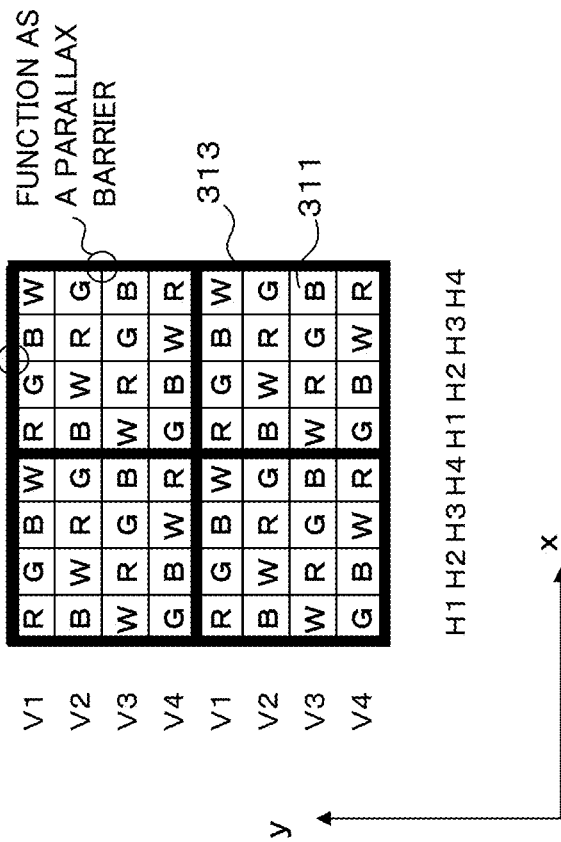 FUNCTION AS
A PARALLAX
BARRIER
V1 R G B W R G B W
V2 B W R G B W R G
V3 W R G B W R G B
V4 G B W R G B W R
V1 R G B W R G B W
V2 B W R G B W R G
V3 W R G B W R G B
V4 G B W R G B W R
313
311
H1 H2 H3 H4 H1 H2 H3 H4
y
x